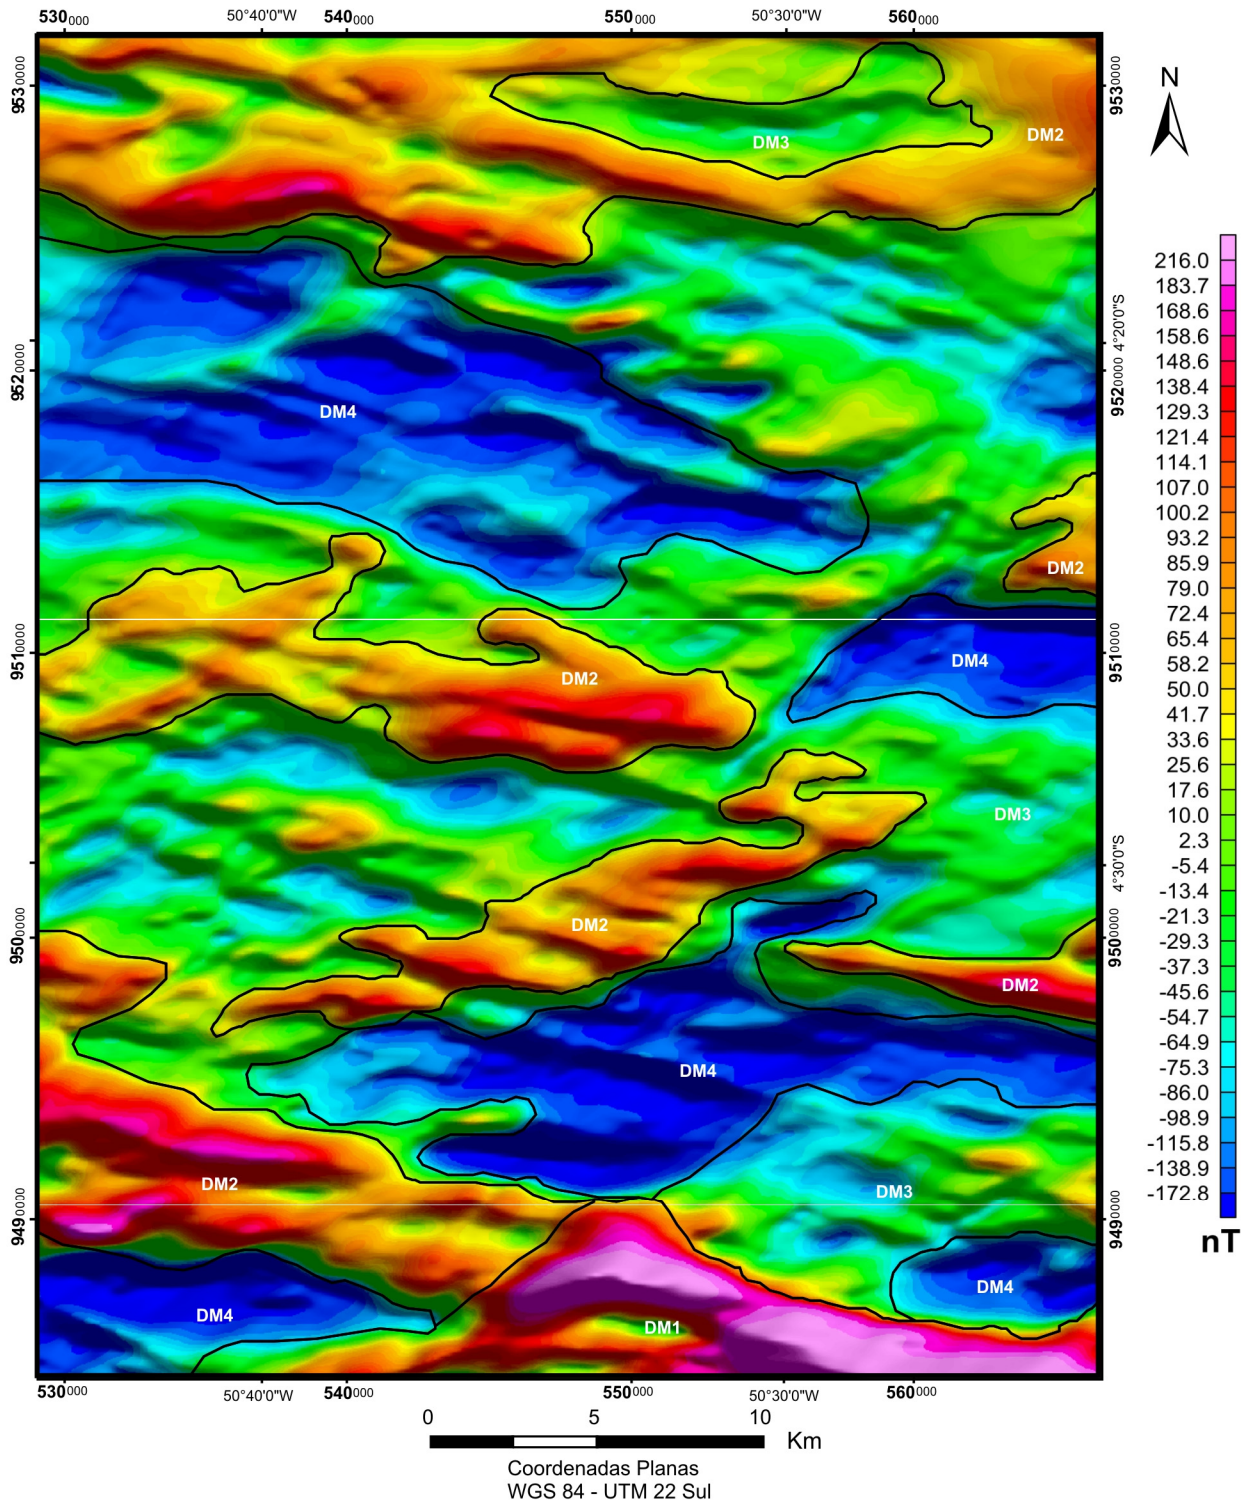 530000 50°40'0"W 540000 550000 50°30'0"W 560000
9530000
9530000
N
DM2
DM3
216.0
183.7
168.6
158.6
148.6
138.4
129.3
121.4
114.1
107.0
100.2
93.2
85.9
79.0
72.4
65.4
58.2
50.0
41.7
33.6
25.6
17.6
10.0
2.3
-5.4
-13.4
-21.3
-29.3
-37.3
-45.6
-54.7
-64.9
-75.3
-86.0
-98.9
-115.8
-138.9
-172.8
nT
4°20'0"S
9520000
9520000
DM4
DM2
9510000
9510000
DM4
DM2
DM3
4°30'0"S
DM2
9500000
9500000
DM2
DM4
DM2
DM3
9490000
9490000
DM4
DM4
DM1
530000 50°40'0"W 540000 550000 50°30'0"W 560000
0 5 10
Km
Coordenadas Planas
WGS 84 - UTM 22 Sul